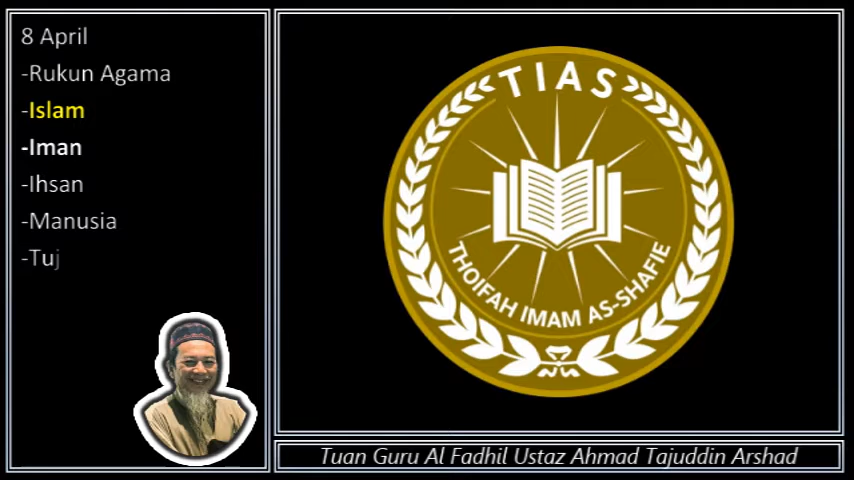 8 April
-Rukun Agama
-Islam
-Iman
-Ihsan
-Manusia
-Tuj
TIAS
THOIFAH IMAM AS-SHAFIE
Tuan Guru Al Fadhil Ustaz Ahmad Tajuddin Arshad